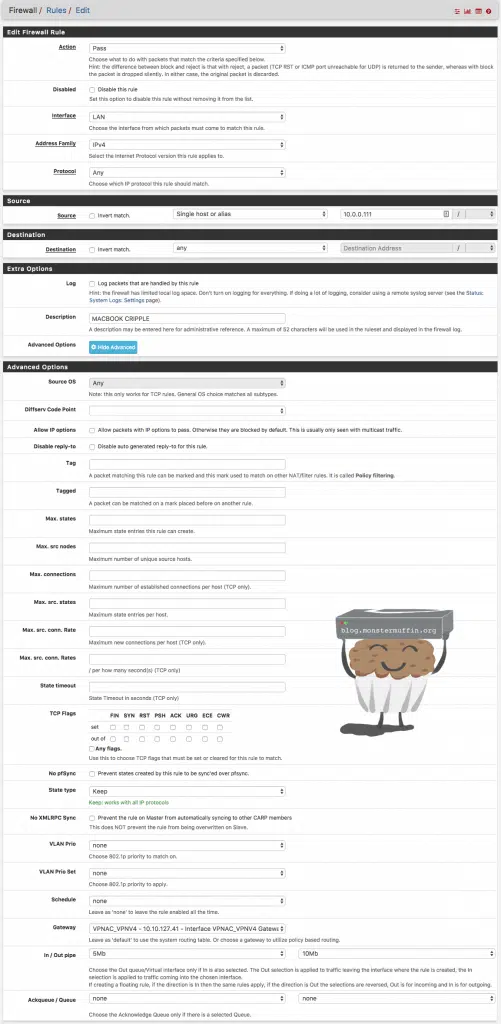 Firewall / Rules / Edit
Edit Firewall Rule
Action
Pass
Choose what to do with packets that match the criteria specified below.
Hint: the difference between block and reject is that with reject, a packet (TCP RST or ICMP port unreachable for UDP) is returned to the sender, whereas with block
the packet is dropped silently. In either case, the original packet is discarded.
Disabled
Disable this rule
Set this option to disable this rule without removing it from the list.
Interface
LAN
Choose the interface from which packets must come to match this rule.
Address Family
IPv4
Select the Internet Protocol version this rule applies to.
Protocol
Any
Choose which IP protocol this rule should match.
Source
Source
Invert match.
Single host or alias
10.0.0.111
/
Destination
Destination
Invert match.
any
Destination Address
/
Extra Options
Log
Log packets that are handled by this rule
Hint: the firewall has limited local log space. Don't turn on logging for everything. If doing a lot of logging, consider using a remote syslog server (see the Status:
System Logs: Settings page).
Description
MACBOOK CRIPPLE
A description may be entered here for administrative reference. A maximum of 52 characters will be used in the ruleset and displayed in the firewall log.
Advanced Options
Hide Advanced
Advanced Options
Source OS
Any
Note: this only works for TCP rules. General OS choice matches all subtypes.
Diffserv Code Point
Allow IP options
Allow packets with IP options to pass. Otherwise they are blocked by default. This is usually only seen with multicast traffic.
Disable reply-to
Disable auto generated reply-to for this rule.
Tag
A packet matching this rule can be marked and this mark used to match on other NAT/filter rules. It is called Policy filtering.
Tagged
A packet can be matched on a mark placed before on another rule.
Max. states
Maximum state entries this rule can create.
Max. src nodes
Maximum number of unique source hosts.
Max. connections
Maximum number of established connections per host (TCP only).
Max. src. states
Maximum state entries per host.
Max. src. conn. Rate
Maximum new connections per host (TCP only).
Max. src. conn. Rates
/ per how many second(s) (TCP only)
State timeout
State Timeout in seconds (TCP only)
blog.monstermuffin.org
TCP Flags
FIN SYN RST PSH ACK URG ECE CWR
set
out of
Any flags.
Use this to choose TCP flags that must be set or cleared for this rule to match.
No pfSync
Prevent states created by this rule to be sync'ed over pfsync.
State type
Keep
Keep: works with all IP protocols
No XMLRPC Sync
Prevent the rule on Master from automatically syncing to other CARP members
This does NOT prevent the rule from being overwritten on Slave.
VLAN Prio
none
Choose 802.1p priority to match on.
VLAN Prio Set
none
Choose 802.1p priority to apply.
Schedule
none
Leave as 'none' to leave the rule enabled all the time.
Gateway
VPNAC_VPNV4 - 10.10.127.41 - Interface VPNAC_VPNV4 Gatew
Leave as 'default' to use the system routing table. Or choose a gateway to utilize policy based routing.
In / Out pipe
5Mb
10Mb
Choose the Out queue/Virtual interface only if In is also selected. The Out selection is applied to traffic leaving the interface where the rule is created, the In
selection is applied to traffic coming into the chosen interface.
If creating a floating rule, if the direction is In then the same rules apply, if the direction is Out the selections are reversed, Out is for incoming and In is for outgoing.
Ackqueue / Queue
none
none
Choose the Acknowledge Queue only if there is a selected Queue.